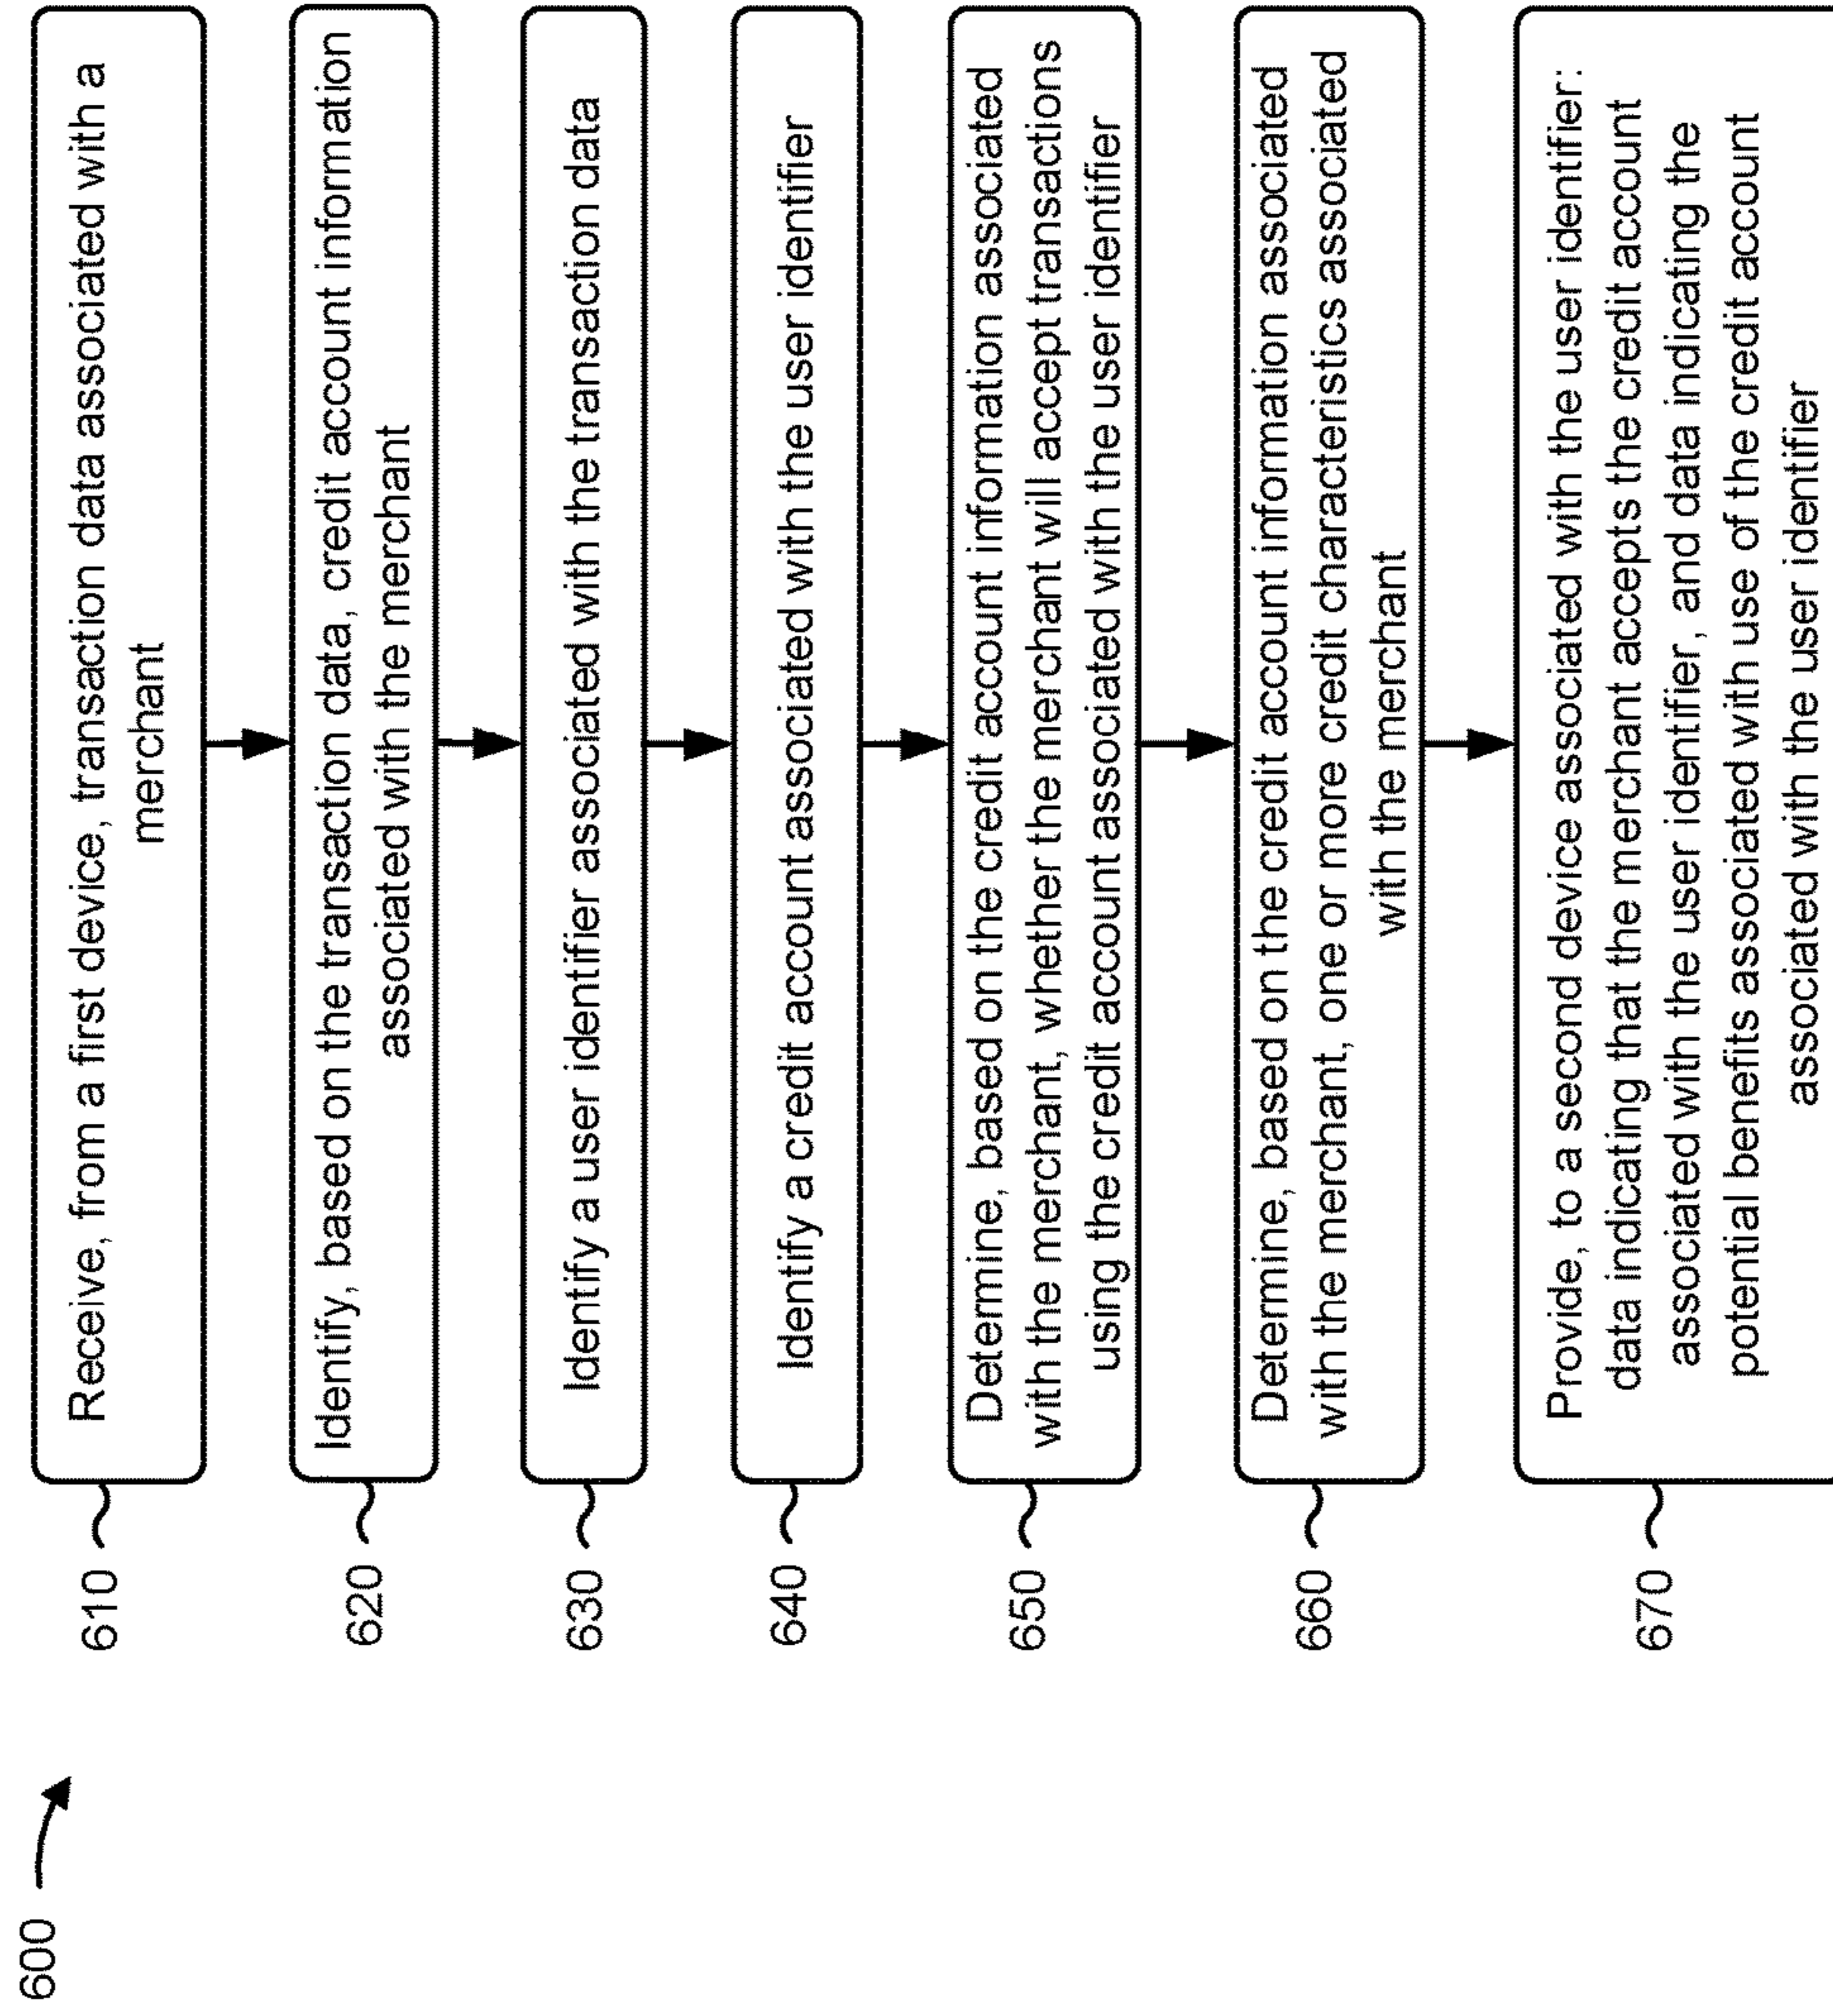 600
610
Receive, from a first device, transaction data associated with a
merchant
620
Identify, based on the transaction data, credit account information
associated with the merchant
630
Identify a user identifier associated with the transaction data
640
Identify a credit account associated with the user identifier
650
Determine, based on the credit account information associated
with the merchant, whether the merchant will accept transactions
using the credit account associated with the user identifier
660
Determine, based on the credit account information associated
with the merchant, one or more credit characteristics associated
with the merchant
670
Provide, to a second device associated with the user identifier:
data indicating that the merchant accepts the credit account
associated with the user identifier, and data indicating the
potential benefits associated with use of the credit account
associated with the user identifier